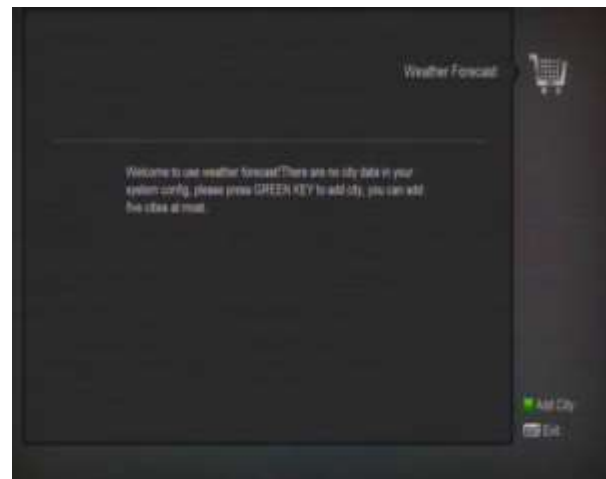 Weather Forecast
Welcome to use weather forecast!There are no city data in your
system config, please press GREEN KEY to add city, you can add
five cities at most.
Add City
Exit